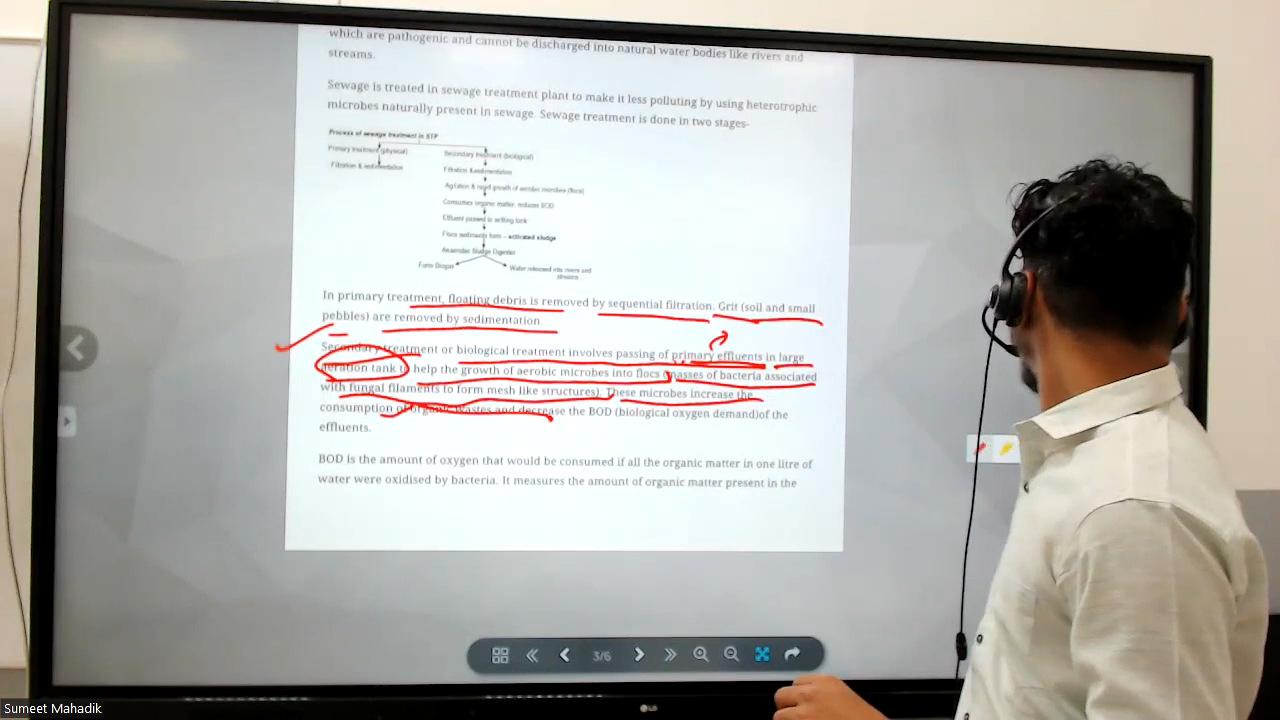 which are pathogenic and cannot be discharged into natural water bodies like rivers and
streams.
Sewage is treated in sewage treatment plant to make it less polluting by using heterotrophic
microbes naturally present in sewage. Sewage treatment is done in two stages-
Process of sewage treatment in STP
Primary treatment (physical)
Secondary treatment (biological)
Filtration & sedimentation
Filtration & sedimentation
Agitation & rapid growth of aerobic microbes (flocs)
Consumes organic matter, reduces BOD
Effluent passed in settling tank
Flocs sediments form - activated sludge
Anaerobic Sludge Digester
Form Biogas
Water released into rivers and
streams
In primary treatment, floating debris is removed by sequential filtration. Grit (soil and small
pebbles) are removed by sedimentation.
Secondary treatment or biological treatment involves passing of primary effluents in large
aeration tank to help the growth of aerobic microbes into flocs (masses of bacteria associated
with fungal filaments to form mesh like structures). These microbes increase the
consumption of organic wastes and decrease the BOD (biological oxygen demand)of the
effluents.
BOD is the amount of oxygen that would be consumed if all the organic matter in one litre of
water were oxidised by bacteria. It measures the amount of organic matter present in the
3/6
LG
Sumeet Mahadik